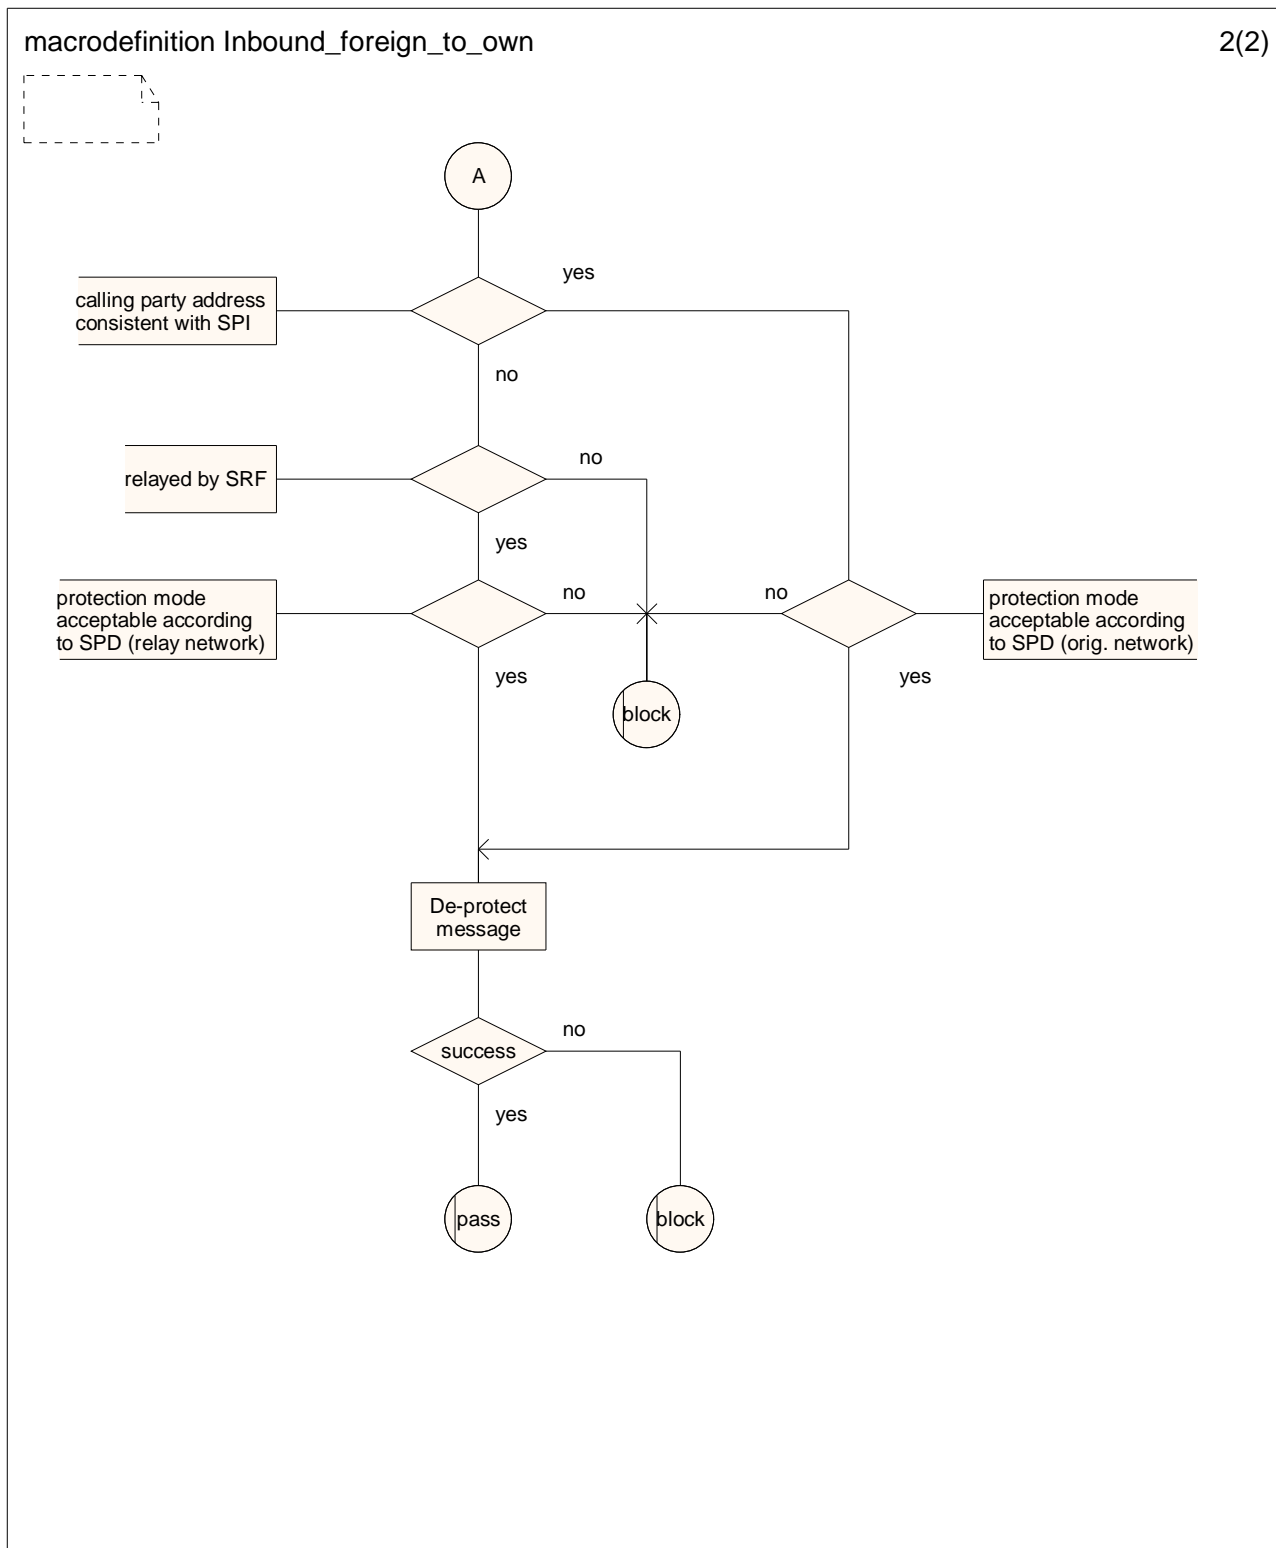 macrodefinition Inbound_foreign_to_own
2(2)
A
yes
calling party address
consistent with SPI
no
no
relayed by SRF
yes
no
no
protection mode
acceptable according
to SPD (relay network)
protection mode
acceptable according
to SPD (orig. network)
yes
yes
block
De-protect
message
no
success
yes
pass
block